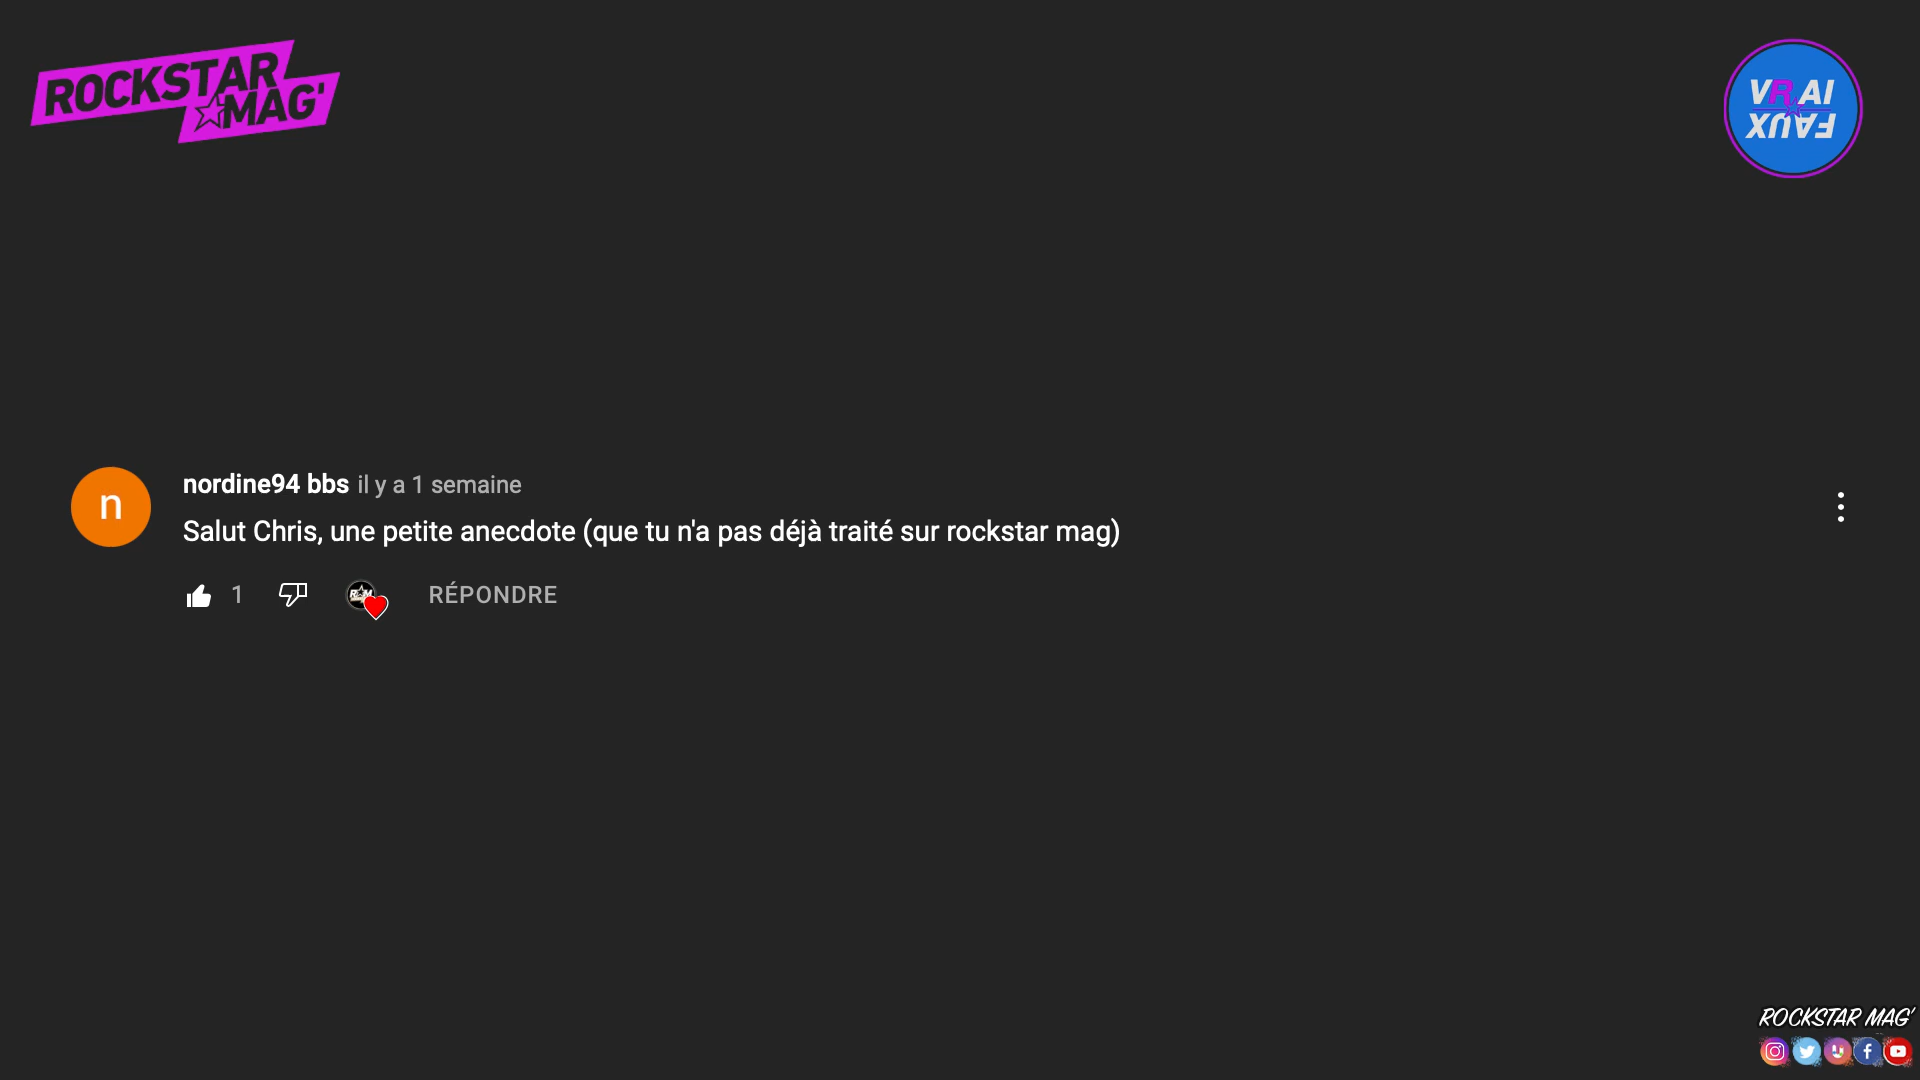 ROCKSTAR
MAG'
VRAI
FAUX
n
nordine94 bbs il y a 1 semaine
Salut Chris, une petite anecdote (que tu n'a pas déjà traité sur rockstar mag)
1
RÉPONDRE
ROCKSTAR MAG'